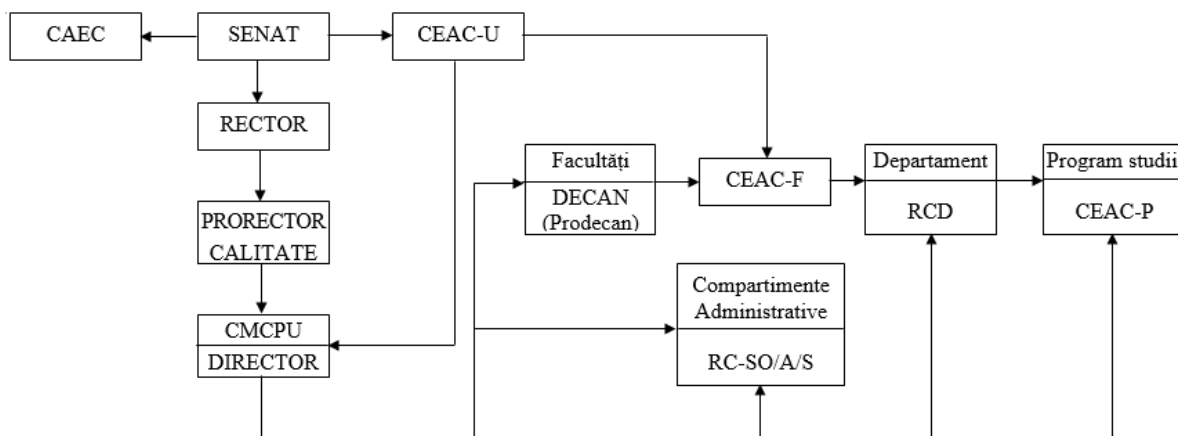 CAEC
SENAT
CEAC-U
RECTOR
PRORECTOR
CALITATE
CMCPU
DIRECTOR
Facultăți
DECAN
(Prodecan)
CEAC-F
Departament
RCD
Program studii
CEAC-P
Compartimente
Administrative
RC-SO/A/S